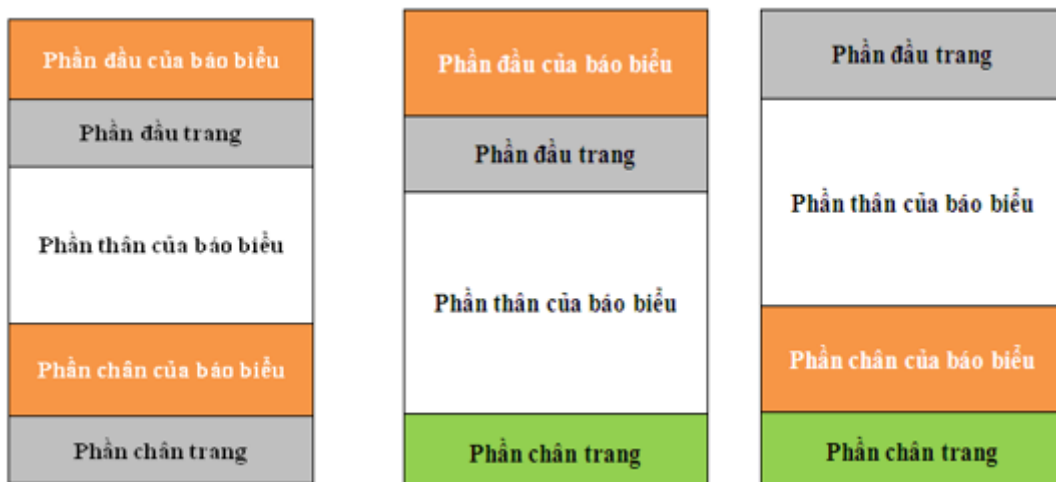 Phần đầu của báo biểu
Phần đầu trang
Phần thân của báo biểu
Phần chân của báo biểu
Phần chân trang
Phần đầu của báo biểu
Phần đầu trang
Phần thân của báo biểu
Phần chân trang
Phần đầu trang
Phần thân của báo biểu
Phần chân của báo biểu
Phần chân trang